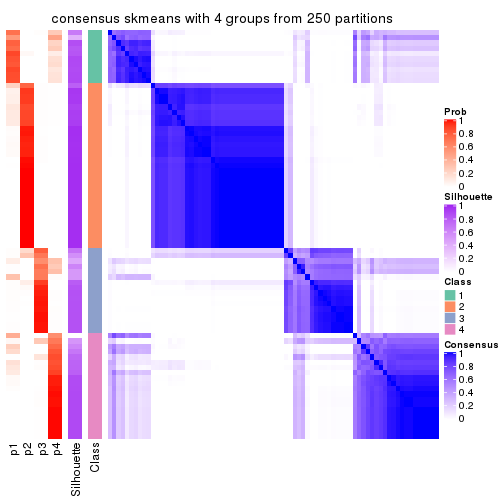 consensus skmeans with 4 groups from 250 partitions
Prob
1
0.8
0.6
0.4
0.2
0
Silhouette
1
0.8
0.6
0.4
0.2
0
Class
1
2
3
4
Consensus
1
0.8
0.6
0.4
0.2
0
p1
p2
p3
p4
Silhouette
Class